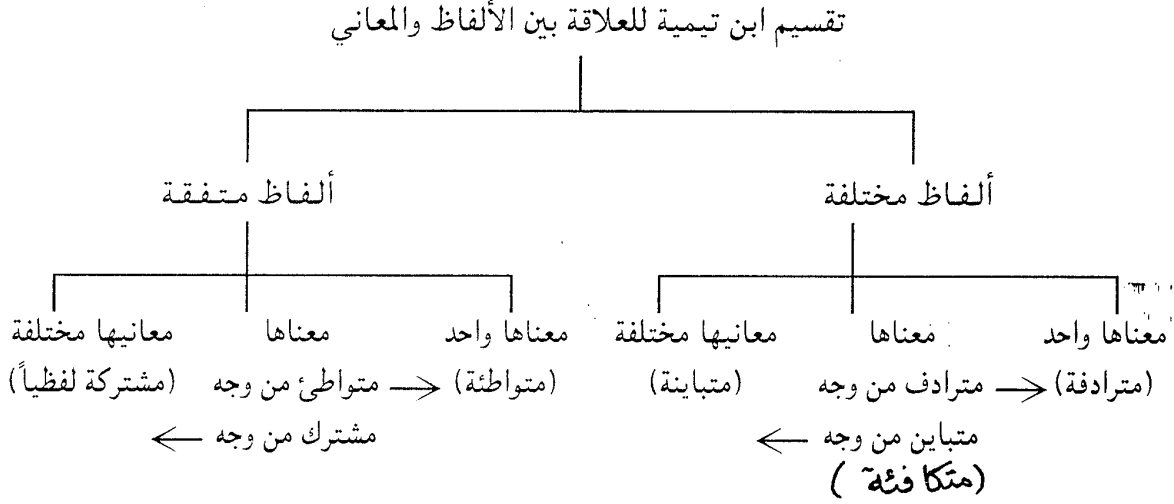 تقسيم ابن تيمية للعلاقة بين الألفاظ والمعاني
ألفاظ مختلفة
ألفاظ متفقة
معناها واحد
(مترادفة)
معناها
مترادف من وجه
متباين من وجه
(متكافئة)
معانيها مختلفة
(متباينة)
معناها واحد
(متواطئة)
معناها
متواطئ من وجه
مشترك من وجه
معانيها مختلفة
(مشتركة لفظياً)